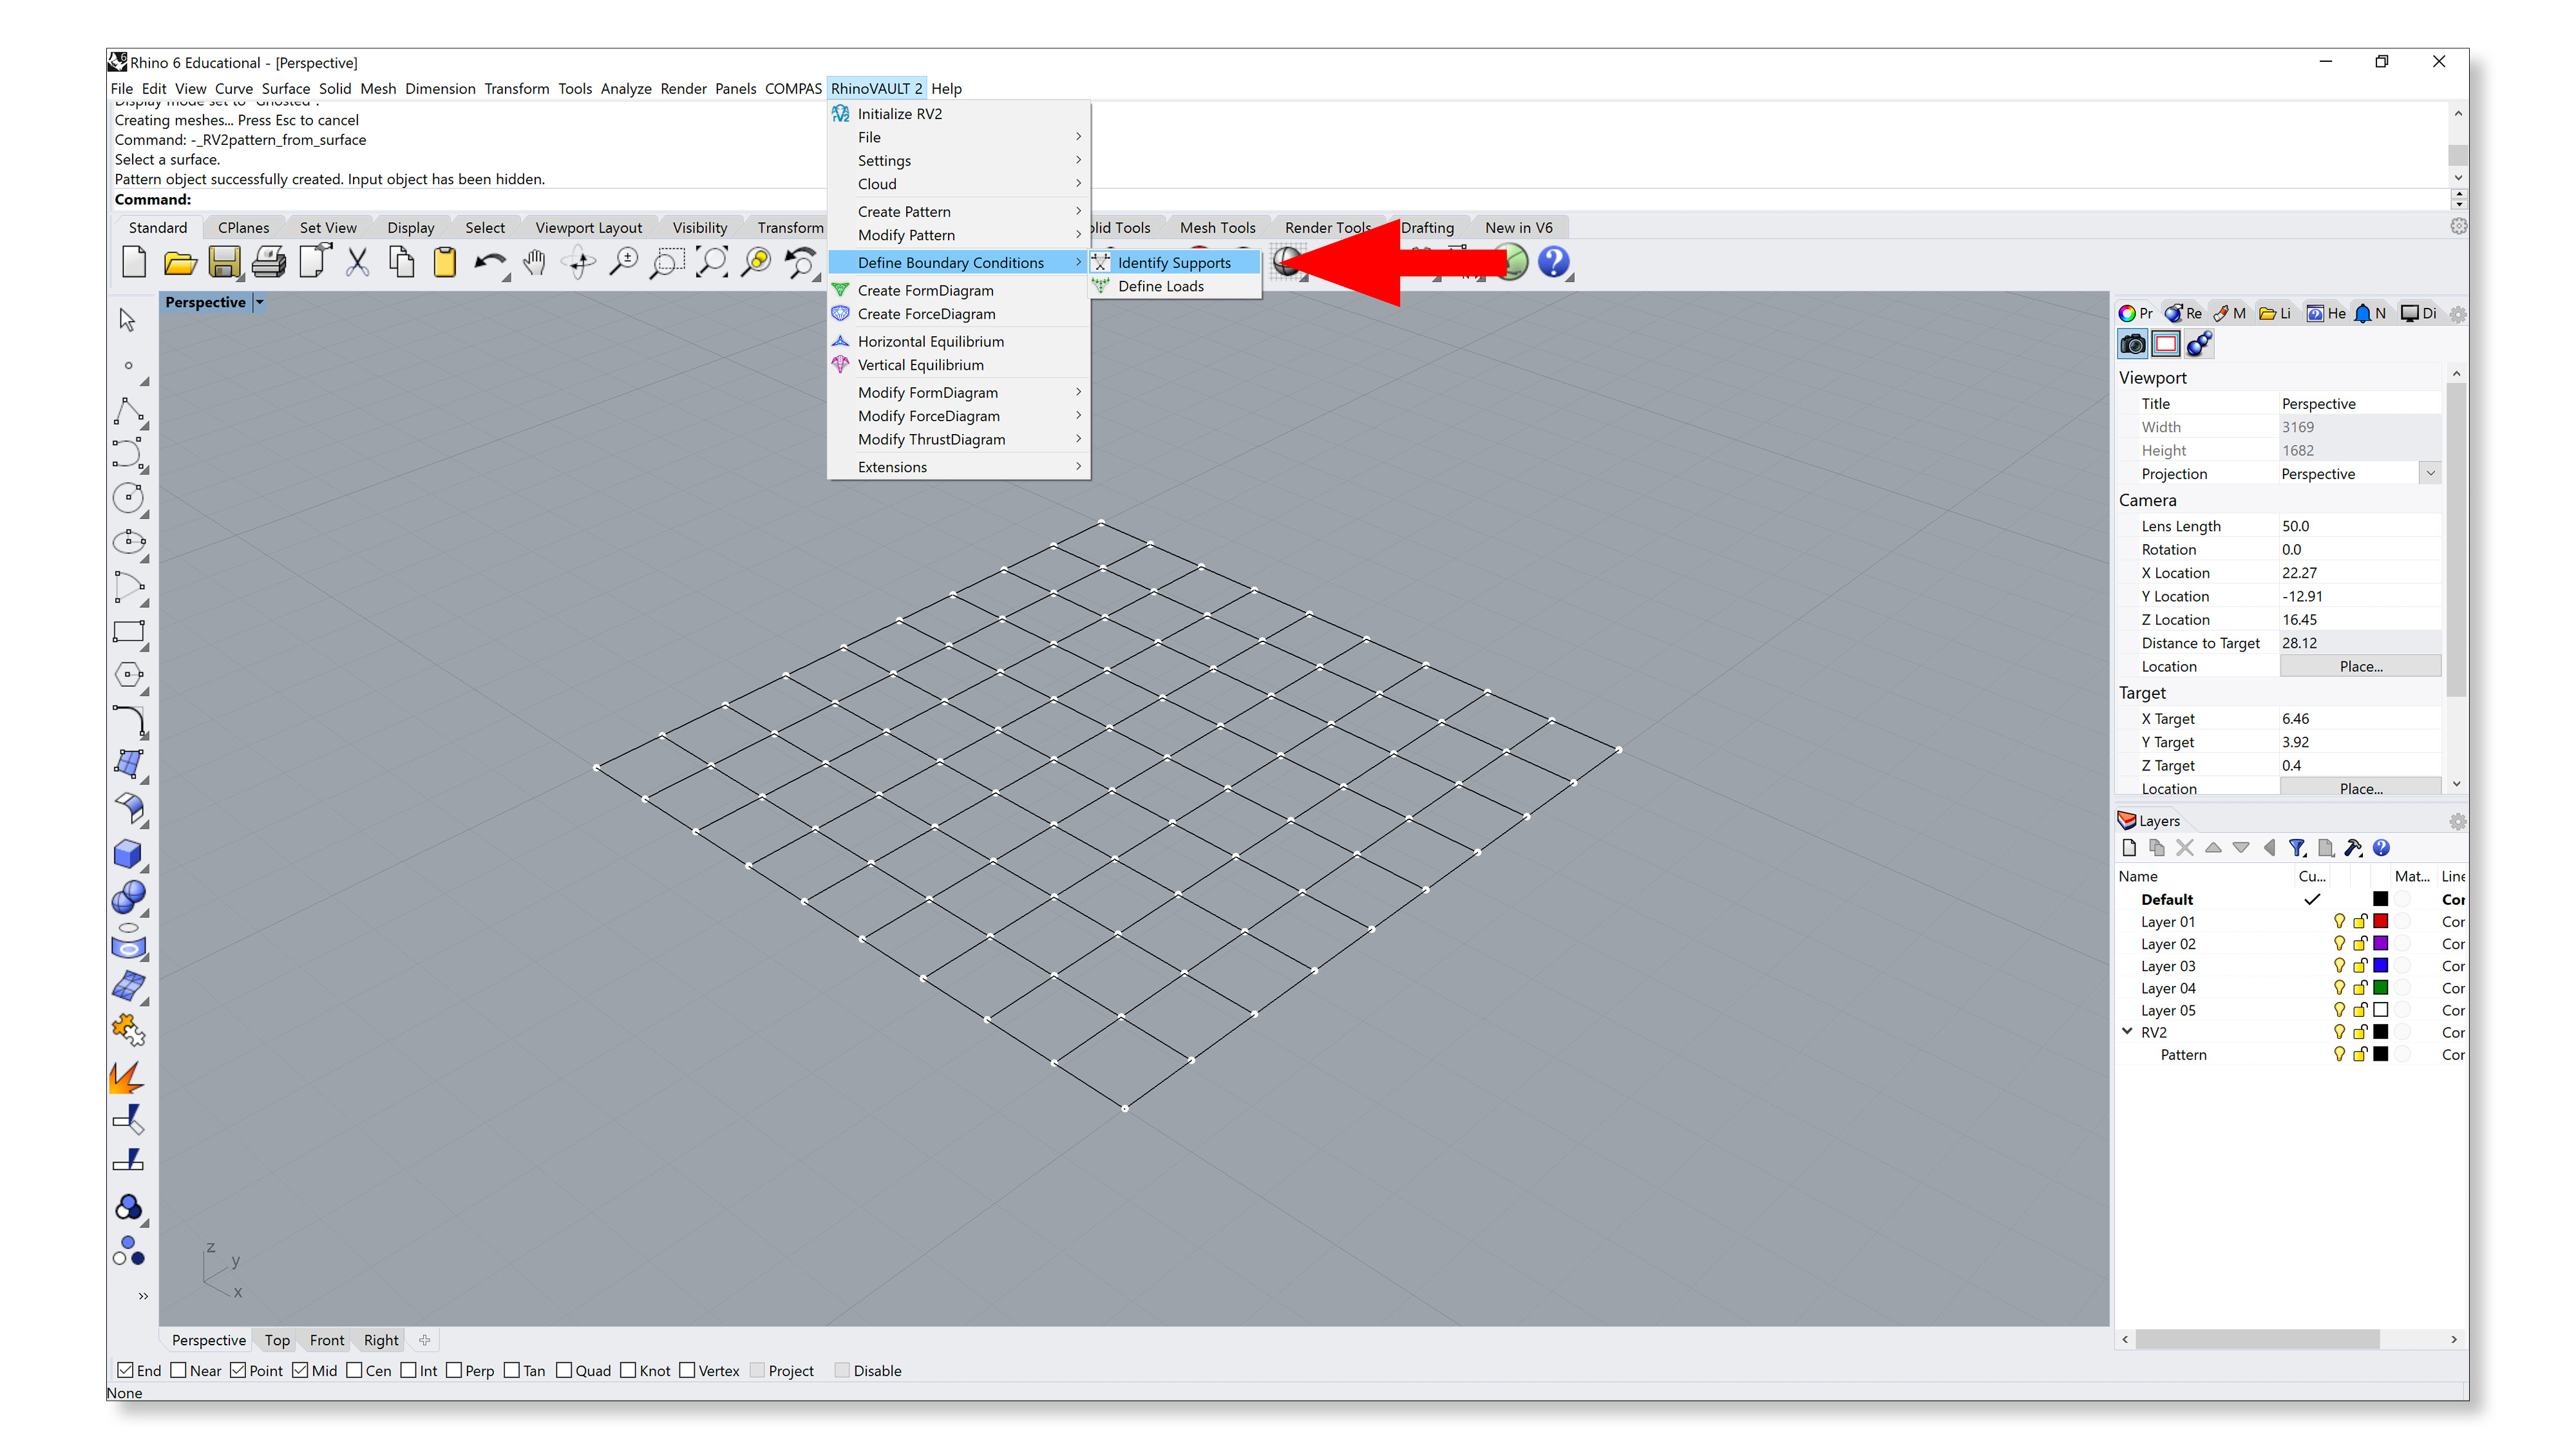 Rhino 6 Educational - [Perspective]
File Edit View Curve Surface Solid Mesh Dimension Transform Tools Analyze Render Panels COMPAS RhinoVAULT 2 Help
Display mode set to "Ghosted".
Creating meshes... Press Esc to cancel
Command: -_RV2pattern_from_surface
Select a surface.
Pattern object successfully created. Input object has been hidden.
Command:
Standard CPlanes Set View Display Select Viewport Layout Visibility Transform olid Tools Mesh Tools Render Tools Drafting New in V6
Initialize RV2
File
Settings
Cloud
Create Pattern
Modify Pattern
Define Boundary Conditions
Create FormDiagram
Create ForceDiagram
Horizontal Equilibrium
Vertical Equilibrium
Modify FormDiagram
Modify ForceDiagram
Modify ThrustDiagram
Extensions
Identify Supports
Define Loads
Perspective
Pr Re M Li He N Di
Viewport
Title Perspective
Width 3169
Height 1682
Projection Perspective
Camera
Lens Length 50.0
Rotation 0.0
X Location 22.27
Y Location -12.91
Z Location 16.45
Distance to Target 28.12
Location Place...
Target
X Target 6.46
Y Target 3.92
Z Target 0.4
Location Place...
Layers
Name Cu... Mat... Line
Default Cor
Layer 01 Cor
Layer 02 Cor
Layer 03 Cor
Layer 04 Cor
Layer 05 Cor
RV2 Cor
Pattern Cor
z
y
x
Perspective Top Front Right
End Near Point Mid Cen Int Perp Tan Quad Knot Vertex Project Disable
None